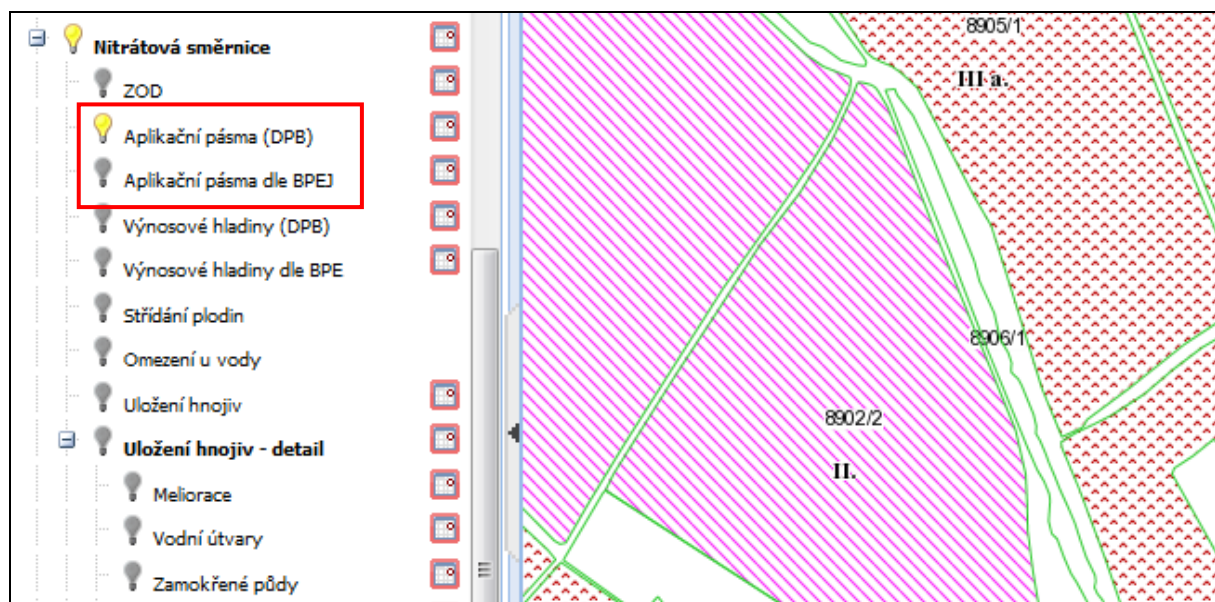 Nitrátová směrnice
ZOD
Aplikační pásma (DPB)
Aplikační pásma dle BPEJ
Výnosové hladiny (DPB)
Výnosové hladiny dle BPE
Střídání plodin
Omezení u vody
Uložení hnojiv
Uložení hnojiv - detail
Meliorace
Vodní útvary
Zamokřené půdy
8905/1
III a.
8906/1
8902/2
II.